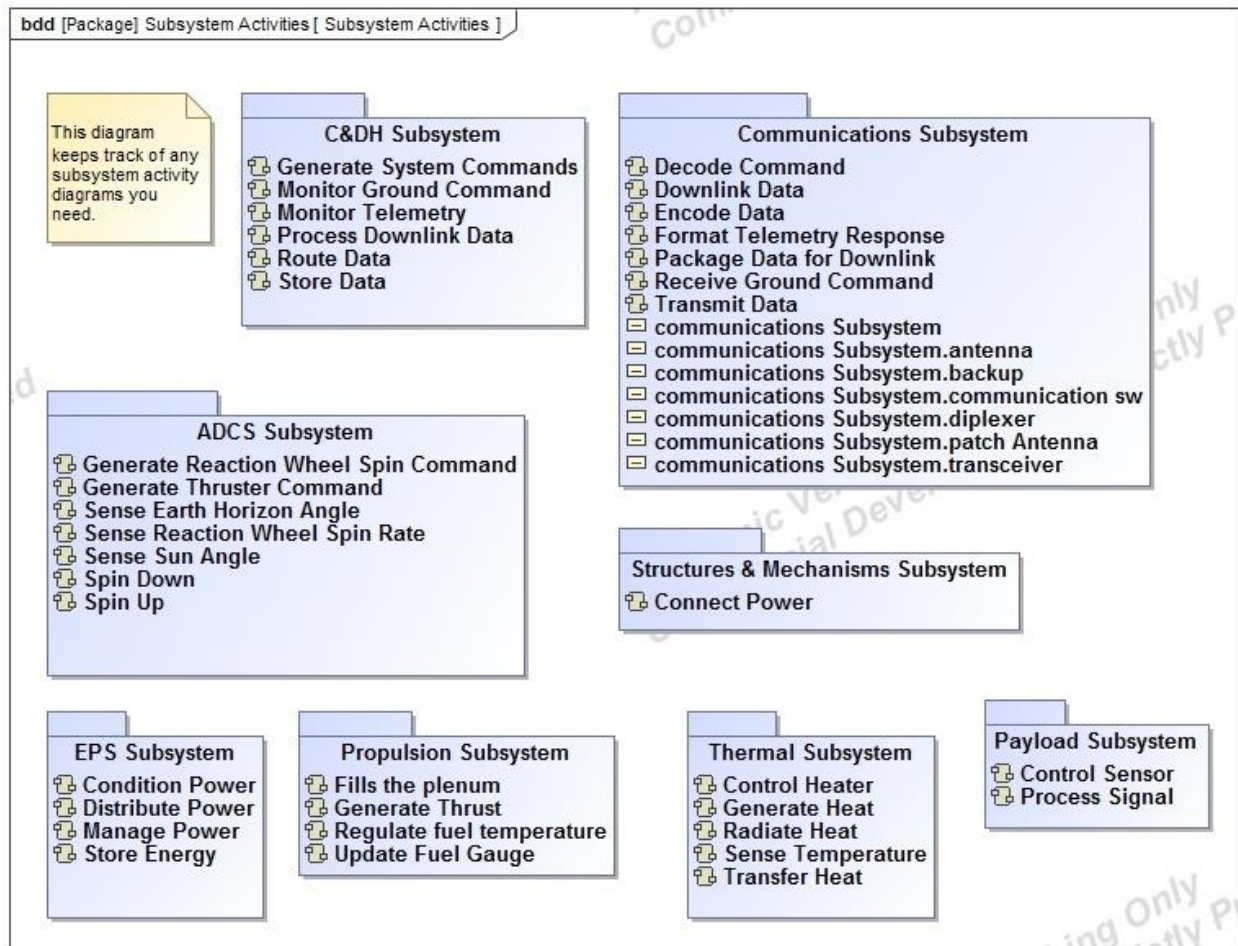 bdd [Package] Subsystem Activities [ Subsystem Activities ]
This diagram
keeps track of any
subsystem activity
diagrams you
need.
C&DH Subsystem
Generate System Commands
Monitor Ground Command
Monitor Telemetry
Process Downlink Data
Route Data
Store Data
Communications Subsystem
Decode Command
Downlink Data
Encode Data
Format Telemetry Response
Package Data for Downlink
Receive Ground Command
Transmit Data
communications Subsystem
communications Subsystem.antenna
communications Subsystem.backup
communications Subsystem.communication sw
communications Subsystem.diplexer
communications Subsystem.patch Antenna
communications Subsystem.transceiver
ADCS Subsystem
Generate Reaction Wheel Spin Command
Generate Thruster Command
Sense Earth Horizon Angle
Sense Reaction Wheel Spin Rate
Sense Sun Angle
Spin Down
Spin Up
Structures & Mechanisms Subsystem
Connect Power
EPS Subsystem
Condition Power
Distribute Power
Manage Power
Store Energy
Propulsion Subsystem
Fills the plenum
Generate Thrust
Regulate fuel temperature
Update Fuel Gauge
Thermal Subsystem
Control Heater
Generate Heat
Radiate Heat
Sense Temperature
Transfer Heat
Payload Subsystem
Control Sensor
Process Signal
Only